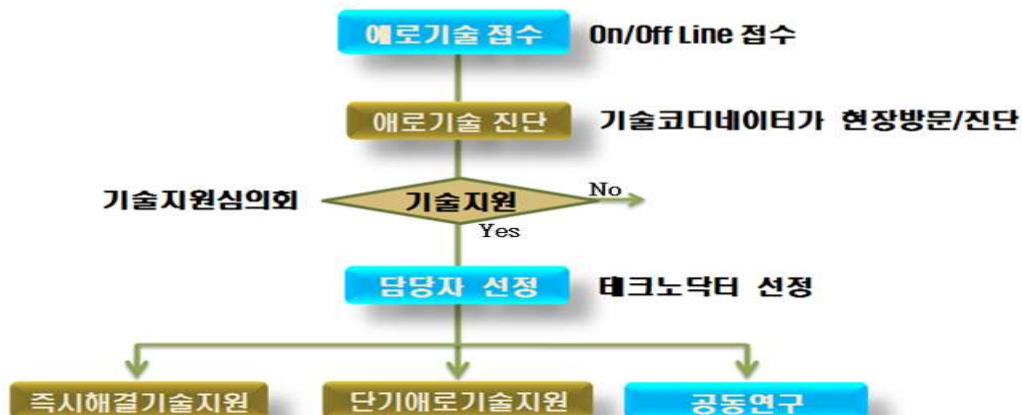 애로기술 접수 On/Off Line 접수
애로기술 진단 기술코디네이터가 현장방문/진단
기술지원심의회 기술지원 No
Yes
담당자 선정 테크노닥터 선정
즉시해결기술지원 단기애로기술지원 공동연구